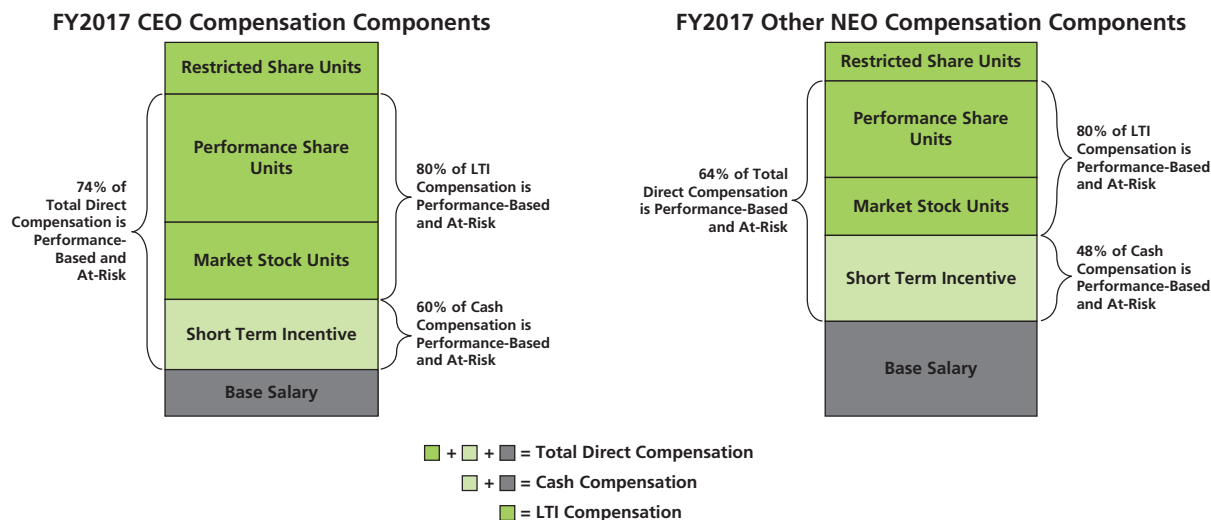 FY2017 CEO Compensation Components
Restricted Share Units
Performance Share
Units
Market Stock Units
Short Term Incentive
Base Salary
74% of
Total Direct
Compensation is
Performance-
Based and
At-Risk
80% of LTI
Compensation is
Performance-Based
and At-Risk
60% of Cash
Compensation is
Performance-Based
and At-Risk
FY2017 Other NEO Compensation Components
Restricted Share Units
Performance Share
Units
Market Stock Units
Short Term Incentive
Base Salary
64% of Total
Direct Compensation
is Performance-Based
and At-Risk
80% of LTI
Compensation is
Performance-Based
and At-Risk
48% of Cash
Compensation is
Performance-Based
and At-Risk
+ + = Total Direct Compensation
+ = Cash Compensation
= LTI Compensation